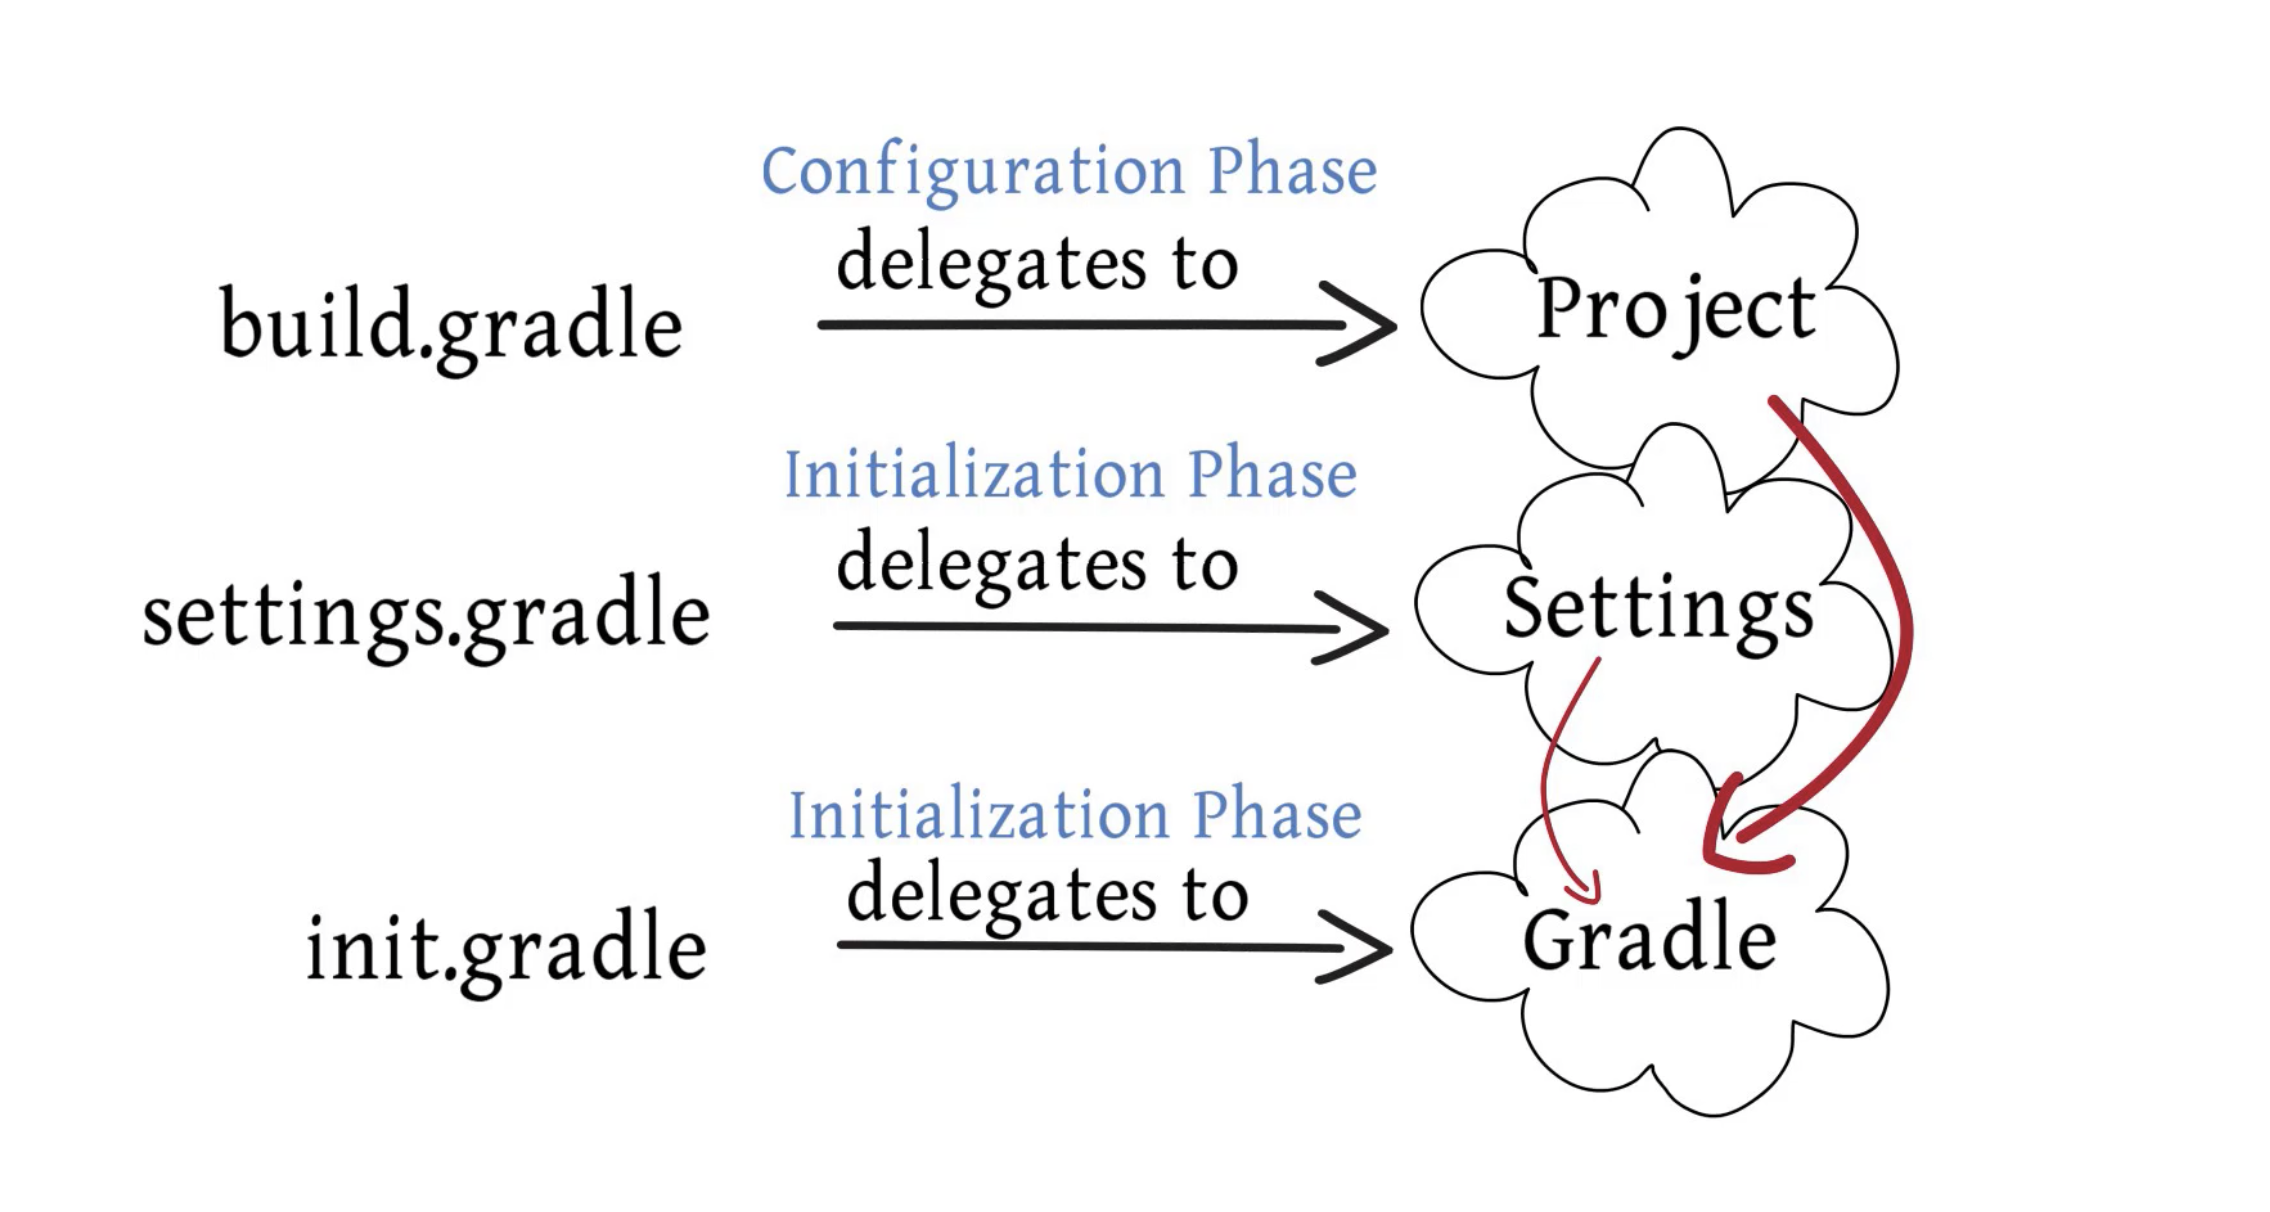 Configuration Phase
delegates to
build.gradle
Project
Initialization Phase
delegates to
settings.gradle
Settings
Initialization Phase
delegates to
init.gradle
Gradle